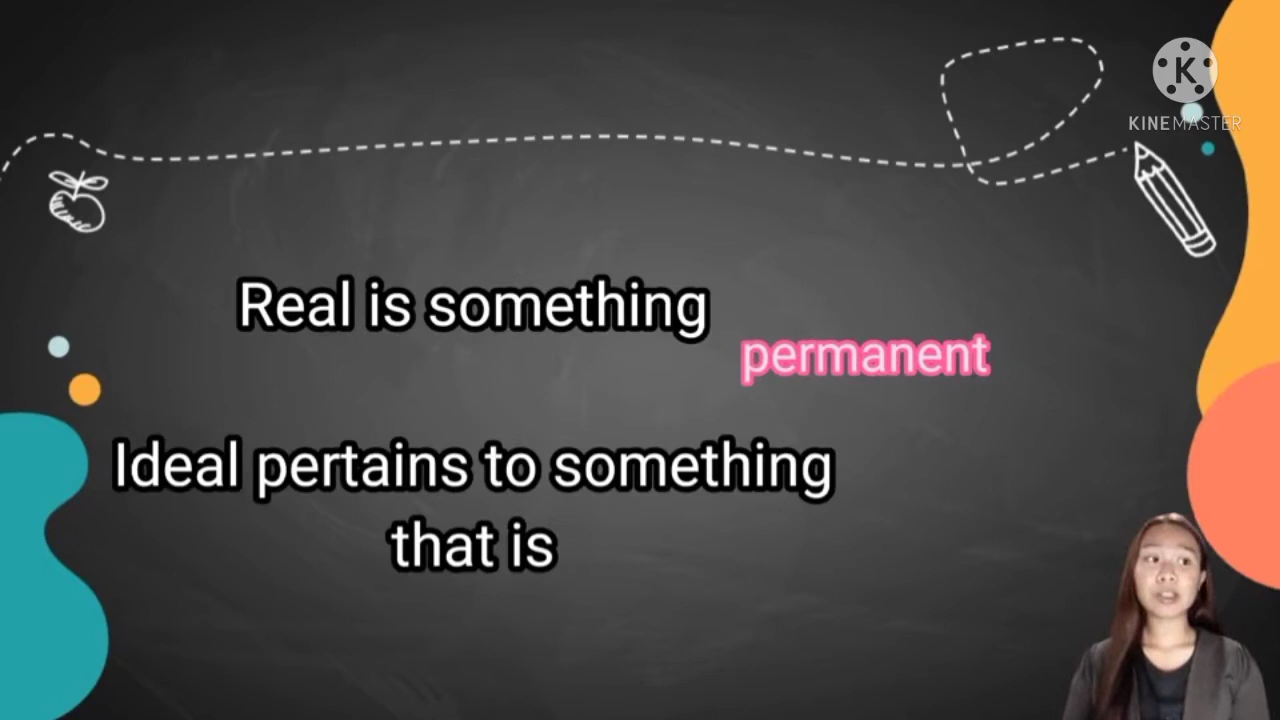 KINEMASTER
Real is something
permanent
Ideal pertains to something
that is